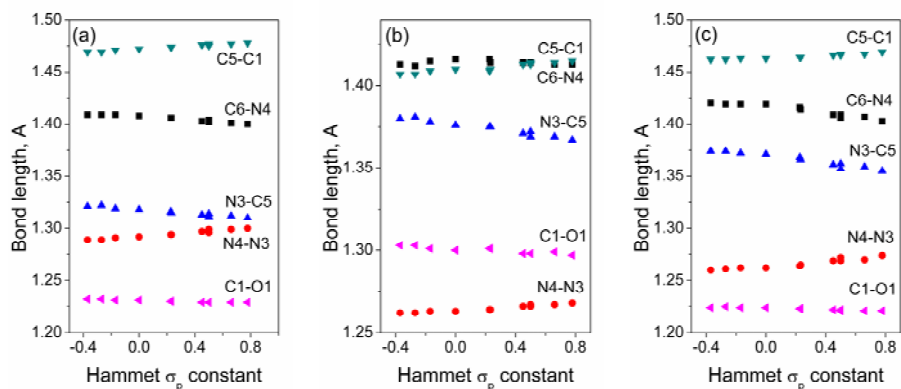 (a)
C5-C1
C6-N4
N3-C5
N4-N3
C1-O1
1.50
1.45
1.40
1.35
1.30
1.25
1.20
Bond length, A
-0.4 0.0 0.4 0.8
Hammet σp constant
(b)
C5-C1
C6-N4
N3-C5
C1-O1
N4-N3
1.40
1.35
1.30
1.25
Bond length, A
-0.4 0.0 0.4 0.8
Hammet σp constant
(c)
C5-C1
C6-N4
N3-C5
N4-N3
C1-O1
1.50
1.45
1.40
1.35
1.30
1.25
1.20
Bond length, A
-0.4 0.0 0.4 0.8
Hammet σp constant